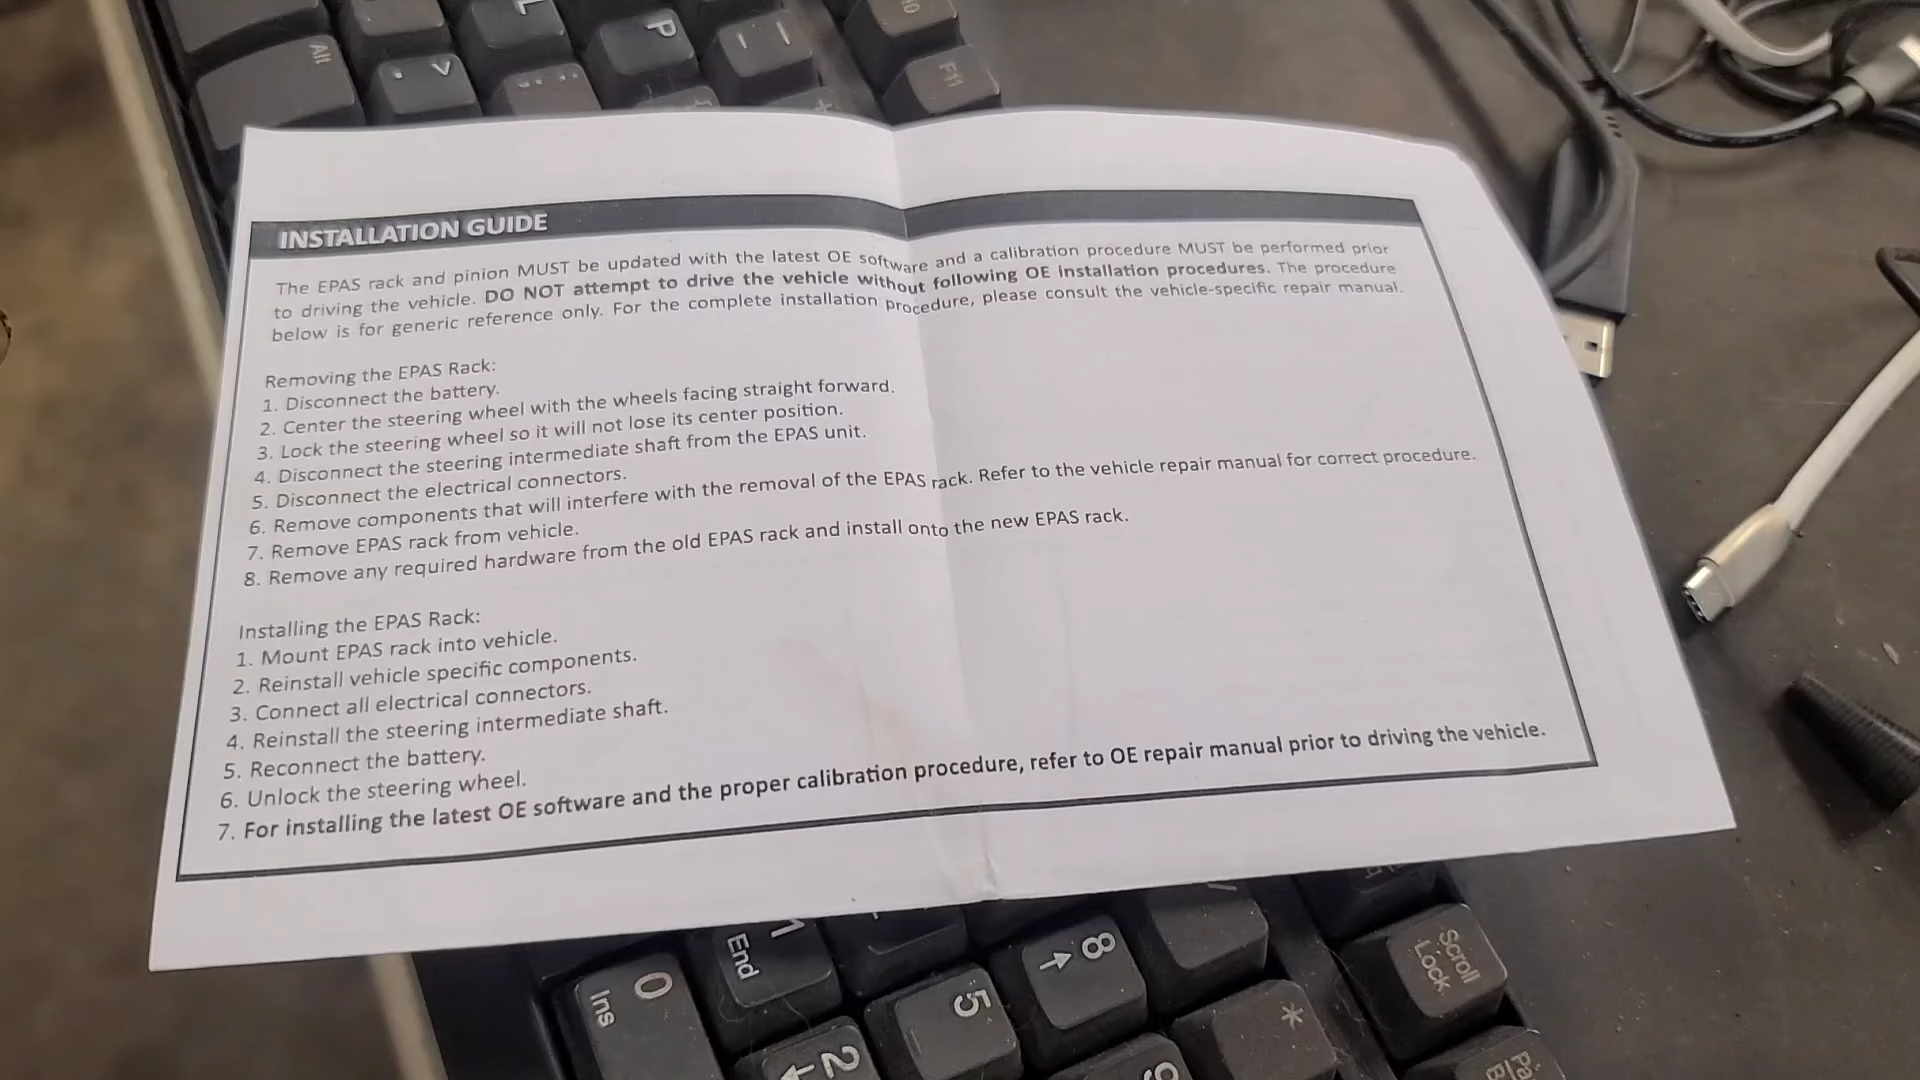 Alt
L
P
F10
F11
INSTALLATION GUIDE
The EPAS rack and pinion MUST be updated with the latest OE software and a calibration procedure MUST be performed prior
to driving the vehicle. DO NOT attempt to drive the vehicle without following OE installation procedures. The procedure
below is for generic reference only. For the complete installation procedure, please consult the vehicle-specific repair manual.
Removing the EPAS Rack:
1. Disconnect the battery.
2. Center the steering wheel with the wheels facing straight forward.
3. Lock the steering wheel so it will not lose its center position.
4. Disconnect the steering intermediate shaft from the EPAS unit.
5. Disconnect the electrical connectors.
6. Remove components that will interfere with the removal of the EPAS rack. Refer to the vehicle repair manual for correct procedure.
7. Remove EPAS rack from vehicle.
8. Remove any required hardware from the old EPAS rack and install onto the new EPAS rack.
Installing the EPAS Rack:
1. Mount EPAS rack into vehicle.
2. Reinstall vehicle specific components.
3. Connect all electrical connectors.
4. Reinstall the steering intermediate shaft.
5. Reconnect the battery.
6. Unlock the steering wheel.
7. For installing the latest OE software and the proper calibration procedure, refer to OE repair manual prior to driving the vehicle.
1
End
0
Ins
8
5
2
9
*
Scroll
Lock